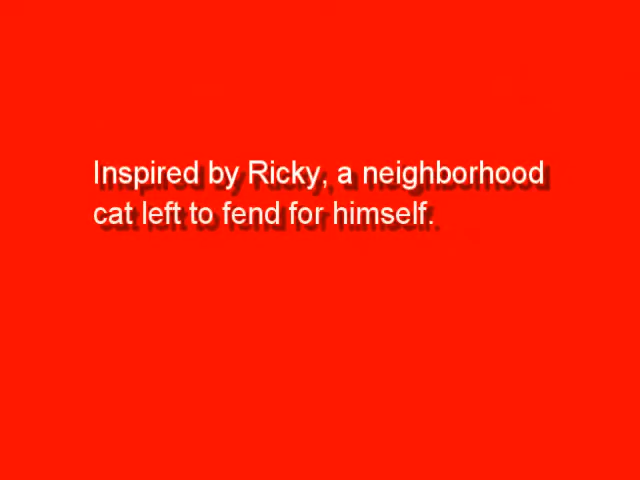 Inspired by Ricky, a neighborhood
cat left to fend for himself.